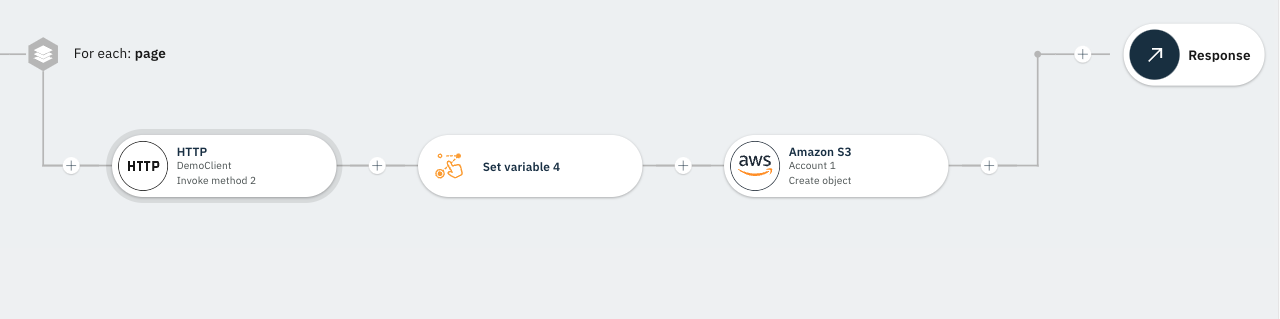 For each: page
Response
HTTP
HTTP
DemoClient
Invoke method 2
Set variable 4
aws
Amazon S3
Account 1
Create object